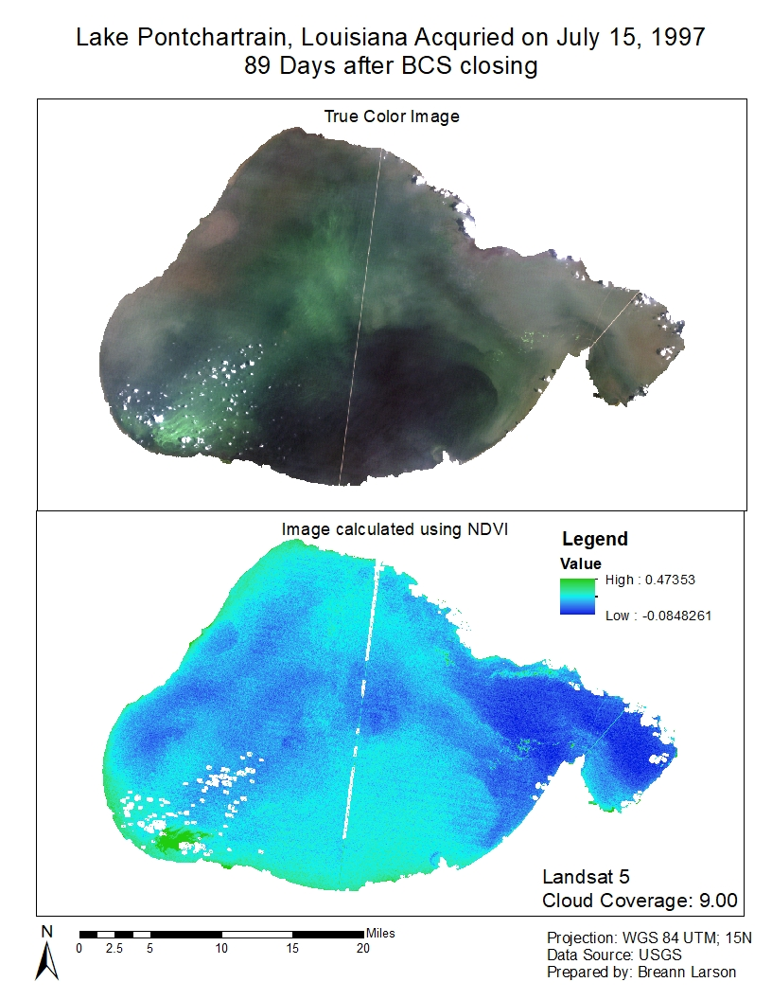 Lake Pontchartrain, Louisiana Acquried on July 15, 1997
89 Days after BCS closing
True Color Image
Image calculated using NDVI
Legend
Value
High : 0.47353
Low : -0.0848261
Landsat 5
Cloud Coverage: 9.00
N
Miles
0 2.5 5 10 15 20
Projection: WGS 84 UTM; 15N
Data Source: USGS
Prepared by: Breann Larson